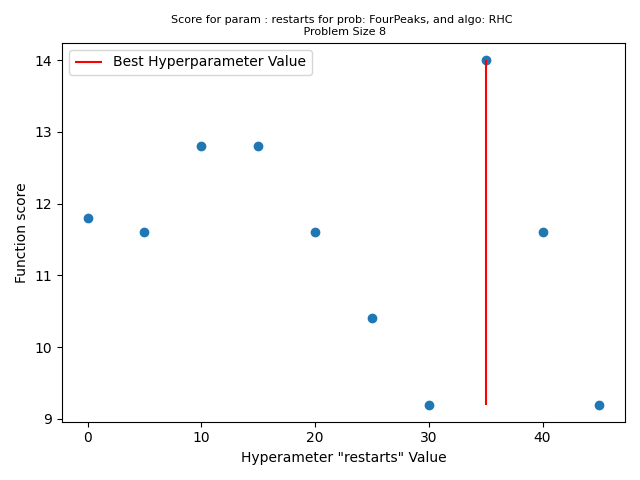 Score for param : restarts for prob: FourPeaks, and algo: RHC
Problem Size 8
Best Hyperparameter Value
14
13
12
11
10
9
Function score
0
10
20
30
40
Hyperameter "restarts" Value